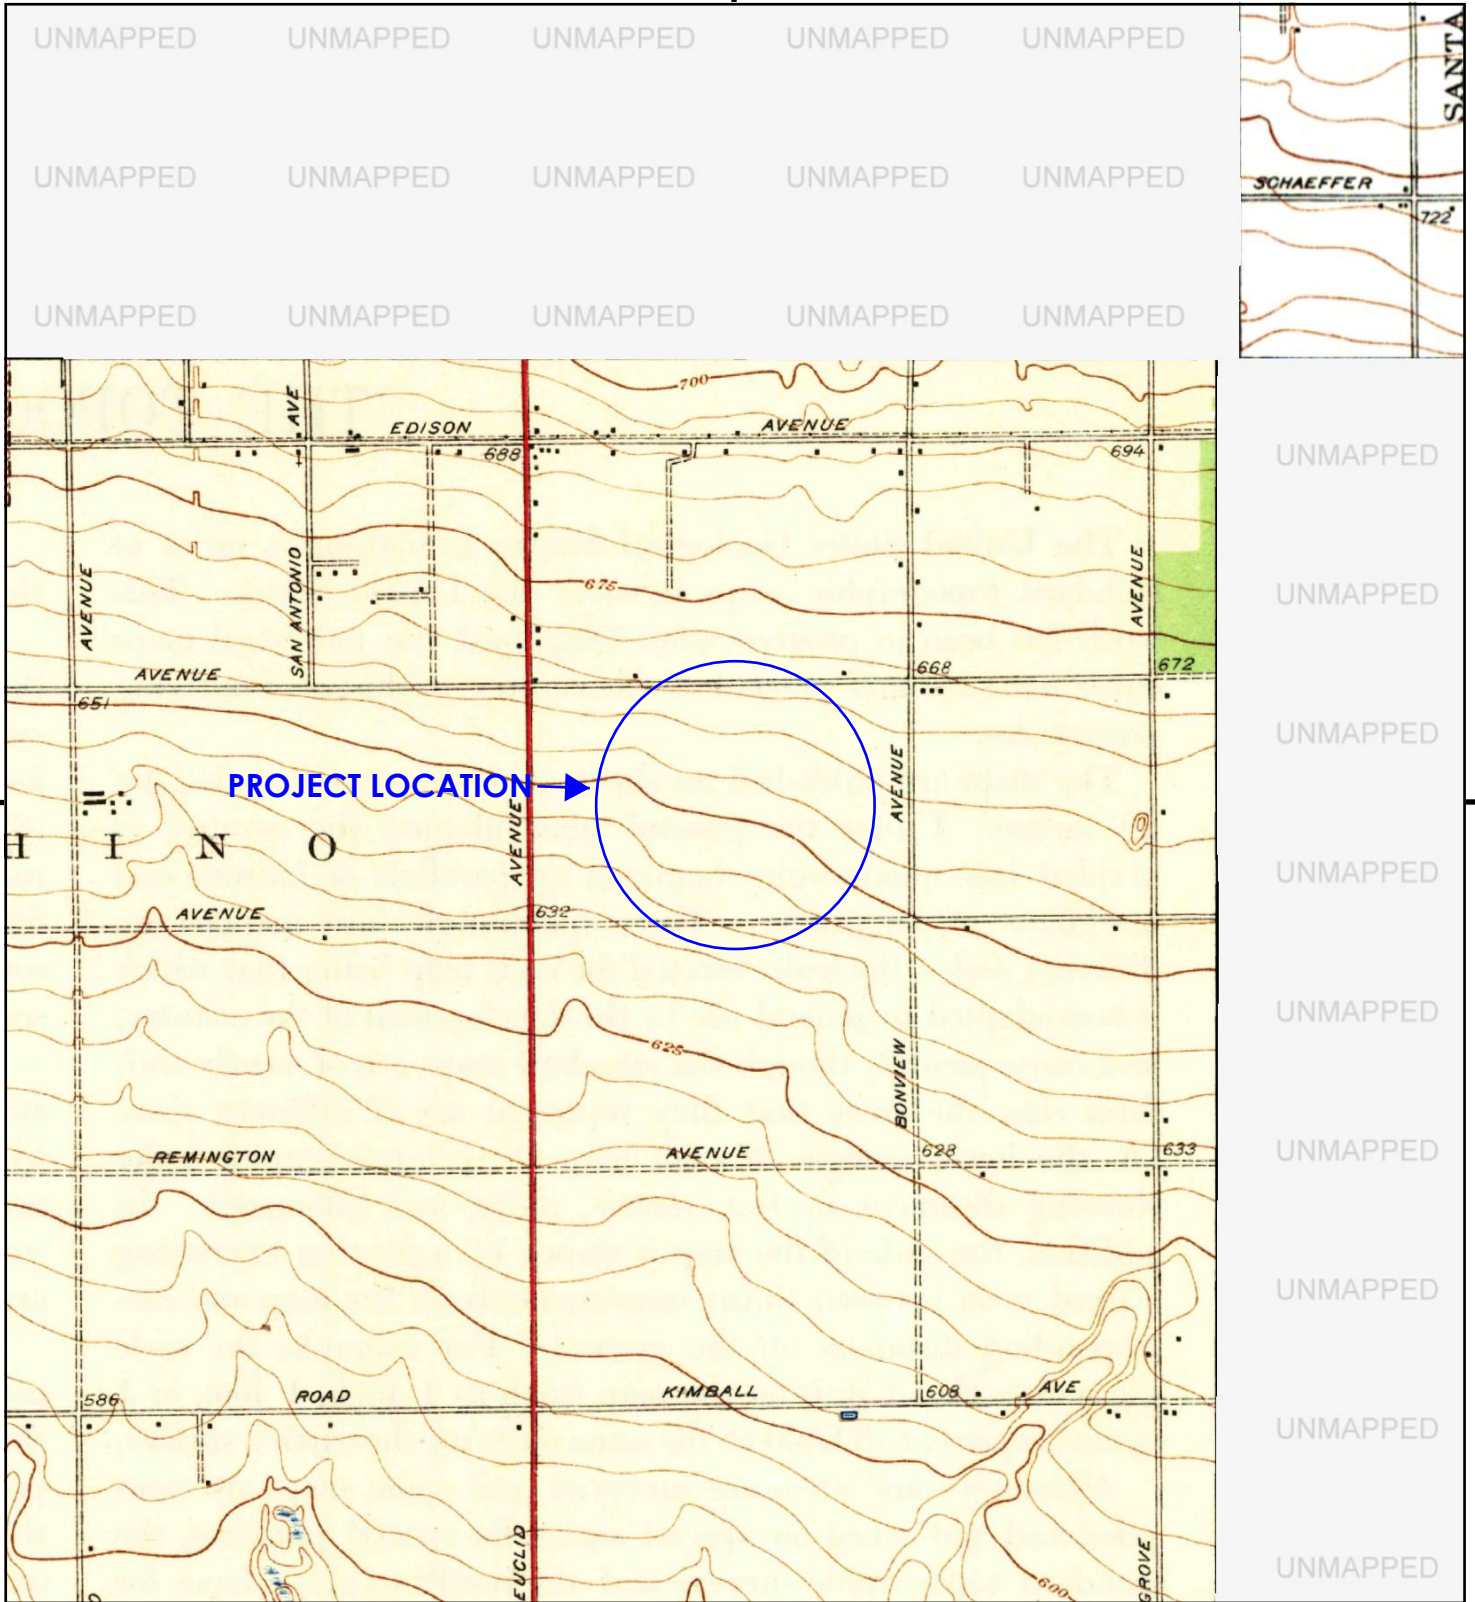 UNMAPPED UNMAPPED UNMAPPED UNMAPPED UNMAPPED
SANTA
UNMAPPED UNMAPPED UNMAPPED UNMAPPED UNMAPPED
SCHAEFFER
722
UNMAPPED UNMAPPED UNMAPPED UNMAPPED UNMAPPED
700
AVE
EDISON
AVENUE
688
694
UNMAPPED
AVENUE
SAN ANTONIO
675
AVENUE
UNMAPPED
AVENUE
668
672
651
UNMAPPED
PROJECT LOCATION
AVENUE
AVENUE
H I N O
UNMAPPED
AVENUE
632
UNMAPPED
625
BONVIEW
REMINGTON
AVENUE
628
633
UNMAPPED
UNMAPPED
586
ROAD
KIMBALL
608
AVE
UNMAPPED
EUCLID
GROVE
600
UNMAPPED